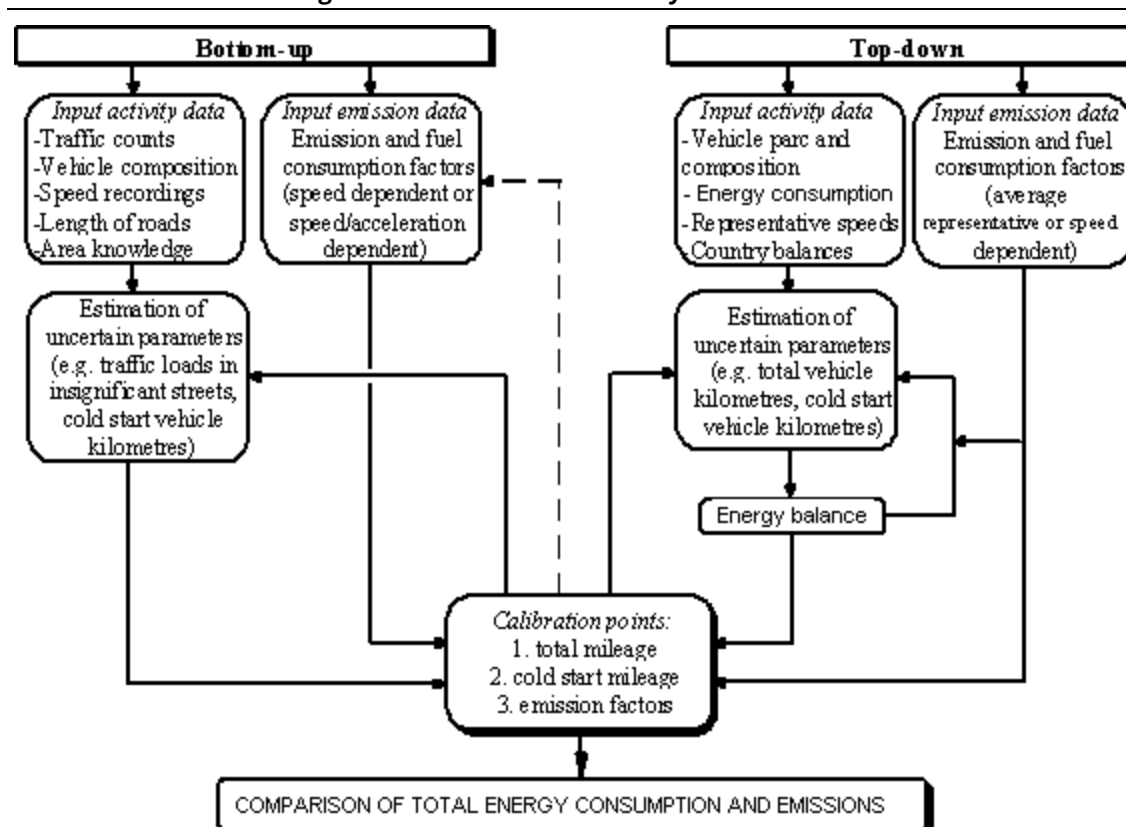 Bottom-up
Input activity data
-Traffic counts
-Vehicle composition
-Speed recordings
-Length of roads
-Area knowledge
Input emission data
Emission and fuel
consumption factors
(speed dependent or
speed/acceleration
dependent)
Estimation of
uncertain parameters
(e.g. traffic loads in
insignificant streets,
cold start vehicle
kilometres)
Top-down
Input activity data
- Vehicle parc and
composition
- Energy consumption
-Representative speeds
-Country balances
Input emission data
Emission and fuel
consumption factors
(average
representative or speed
dependent)
Estimation of
uncertain parameters
(e.g. total vehicle
kilometres, cold start
vehicle kilometres)
Energy balance
Calibration points:
1. total mileage
2. cold start mileage
3. emission factors
COMPARISON OF TOTAL ENERGY CONSUMPTION AND EMISSIONS